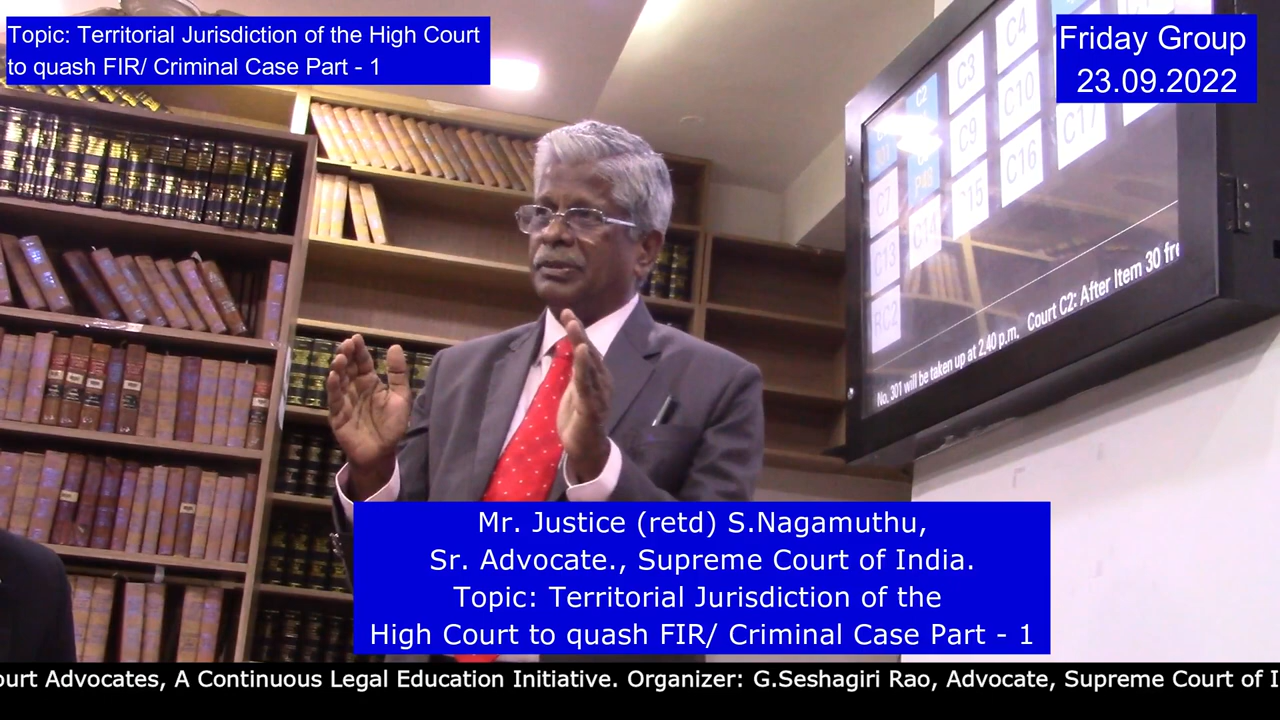 Topic: Territorial Jurisdiction of the High Court
to quash FIR/ Criminal Case Part - 1
Friday Group
23.09.2022
C4
C3
C2
C10
C9
C17
C16
C7
C15
C14
C13
RC2
No. 301 will be taken up at 2.40 p.m. Court C2: After Item 30 fr
Mr. Justice (retd) S.Nagamuthu,
Sr. Advocate., Supreme Court of India.
Topic: Territorial Jurisdiction of the
High Court to quash FIR/ Criminal Case Part - 1
ourt Advocates, A Continuous Legal Education Initiative. Organizer: G.Seshagiri Rao, Advocate, Supreme Court of I